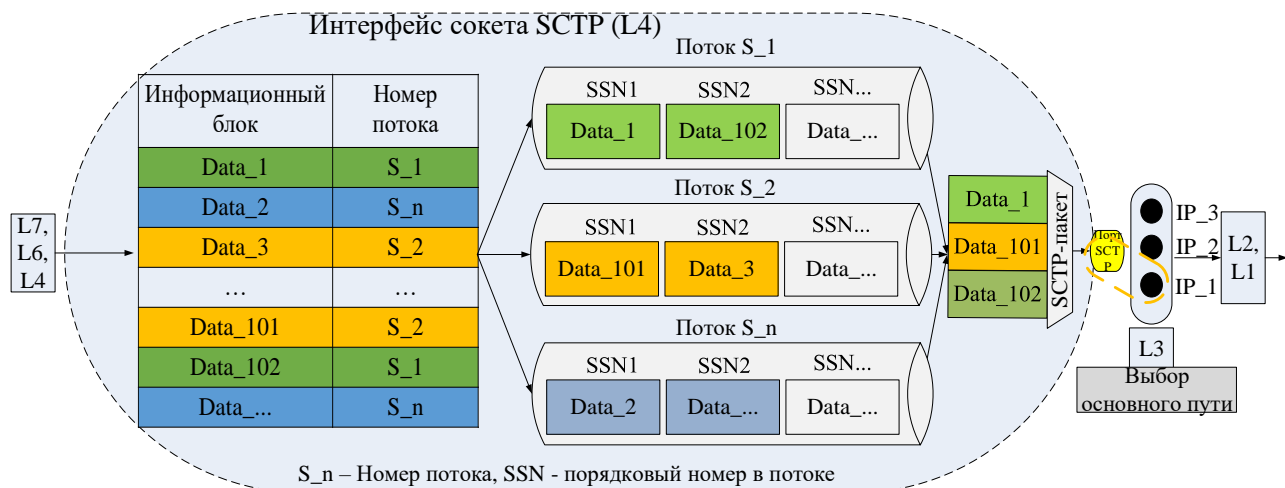 Интерфейс сокета SCTP (L4)
Информационный блок
Номер потока
Data_1
S_1
Data_2
S_n
Data_3
S_2
...
...
Data_101
S_2
Data_102
S_1
Data_...
S_n
L7,
L6,
L4
Поток S_1
SSN1
SSN2
SSN...
Data_1
Data_102
Data_...
Поток S_2
SSN1
SSN2
SSN...
Data_101
Data_3
Data_...
Поток S_n
SSN1
SSN2
SSN...
Data_2
Data_...
Data_...
Data_1
Data_101
Data_102
SCTP-пакет
Порт
SCT
P
IP_3
IP_2
IP_1
L2,
L1
L3
Выбор
основного пути
S_n – Номер потока, SSN - порядковый номер в потоке